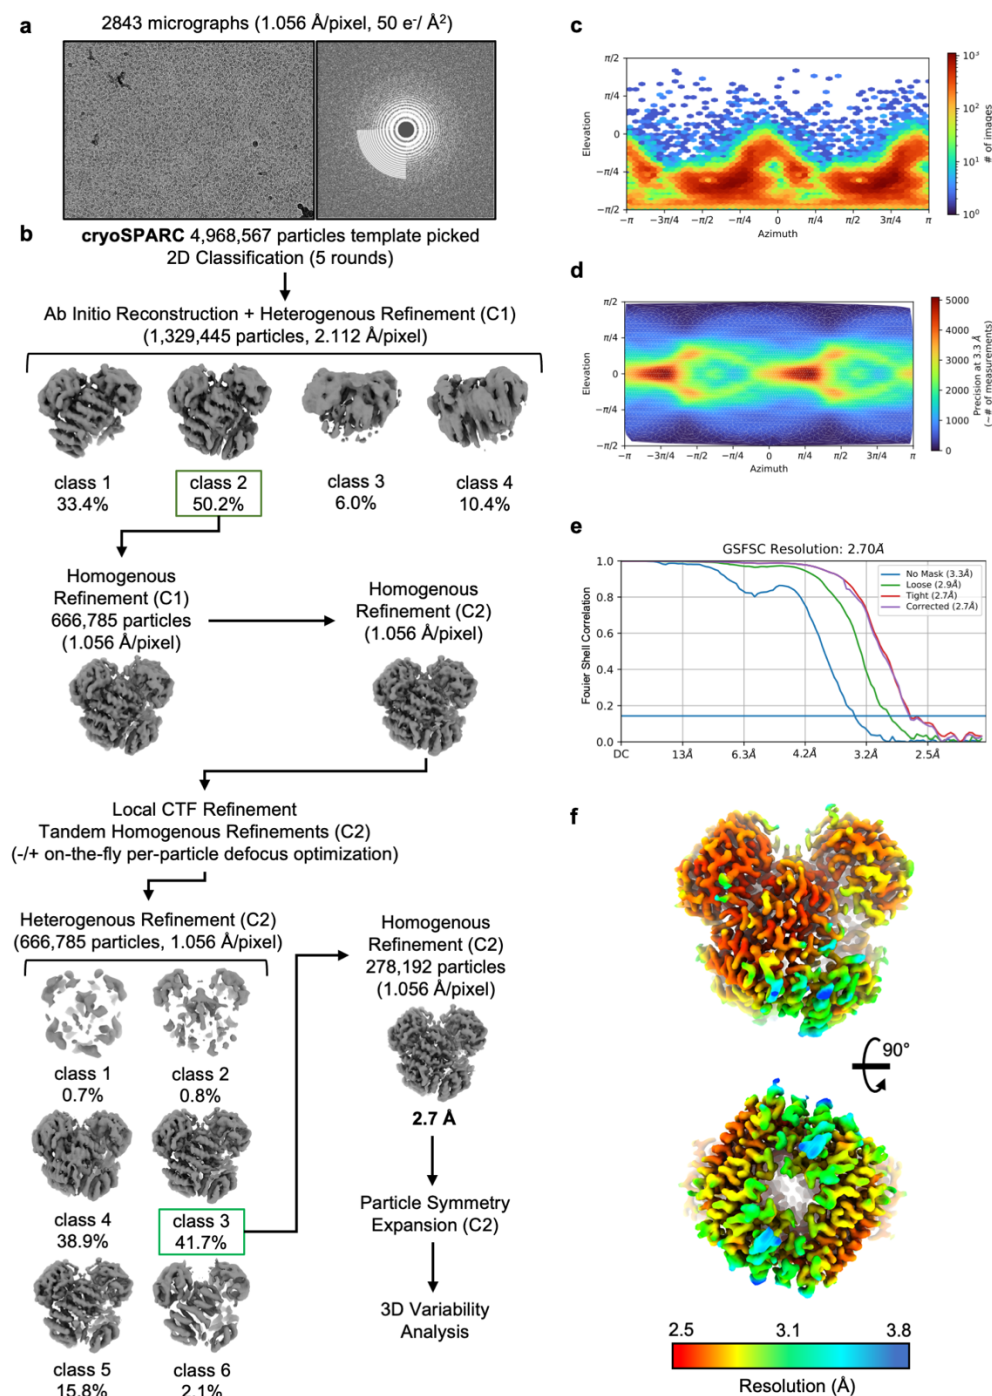 a
2843 micrographs (1.056 Å/pixel, 50 e⁻/ Å²)
b
cryoSPARC 4,968,567 particles template picked
2D Classification (5 rounds)
Ab Initio Reconstruction + Heterogenous Refinement (C1)
(1,329,445 particles, 2.112 Å/pixel)
class 1
33.4%
class 2
50.2%
class 3
6.0%
class 4
10.4%
Homogenous
Refinement (C1)
666,785 particles
(1.056 Å/pixel)
Homogenous
Refinement (C2)
(1.056 Å/pixel)
Local CTF Refinement
Tandem Homogenous Refinements (C2)
(-/+ on-the-fly per-particle defocus optimization)
Heterogenous Refinement (C2)
(666,785 particles, 1.056 Å/pixel)
class 1
0.7%
class 2
0.8%
class 4
38.9%
class 3
41.7%
class 5
15.8%
class 6
2.1%
Homogenous
Refinement (C2)
278,192 particles
(1.056 Å/pixel)
2.7 Å
Particle Symmetry
Expansion (C2)
3D Variability
Analysis
c
π/2
π/4
0
−π/4
−π/2
Elevation
−π −3π/4 −π/2 −π/4 0 π/4 π/2 3π/4 π
Azimuth
10³
10²
10¹
10⁰
# of images
d
π/2
π/4
0
−π/4
−π/2
Elevation
−π −3π/4 −π/2 −π/4 0 π/4 π/2 3π/4 π
Azimuth
5000
4000
3000
2000
1000
0
Precision at 3.3 Å
(~# of measurements)
e
GSFSC Resolution: 2.70Å
1.0
0.8
0.6
0.4
0.2
0.0
Fouier Shell Correlation
No Mask (3.3Å)
Loose (2.9Å)
Tight (2.7Å)
Corrected (2.7Å)
DC 13Å 6.3Å 4.2Å 3.2Å 2.5Å
f
90°
2.5 3.1 3.8
Resolution (Å)